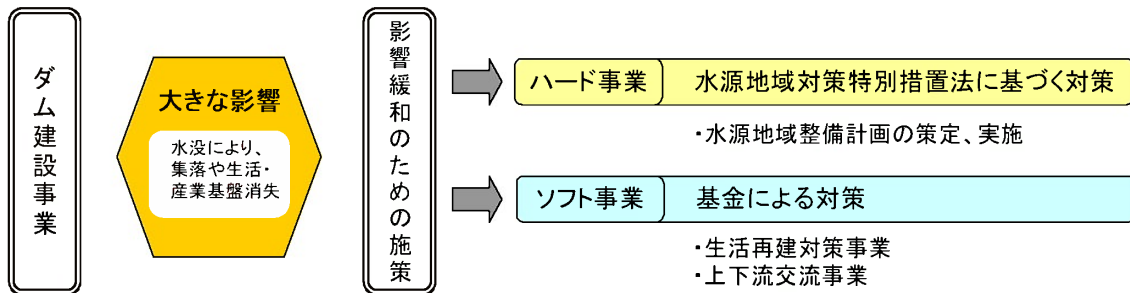 ダム建設事業
大きな影響
水没により、
集落や生活・
産業基盤消失
影響緩和のための施策
ハード事業 水源地域対策特別措置法に基づく対策
・水源地域整備計画の策定、実施
ソフト事業 基金による対策
・生活再建対策事業
・上下流交流事業